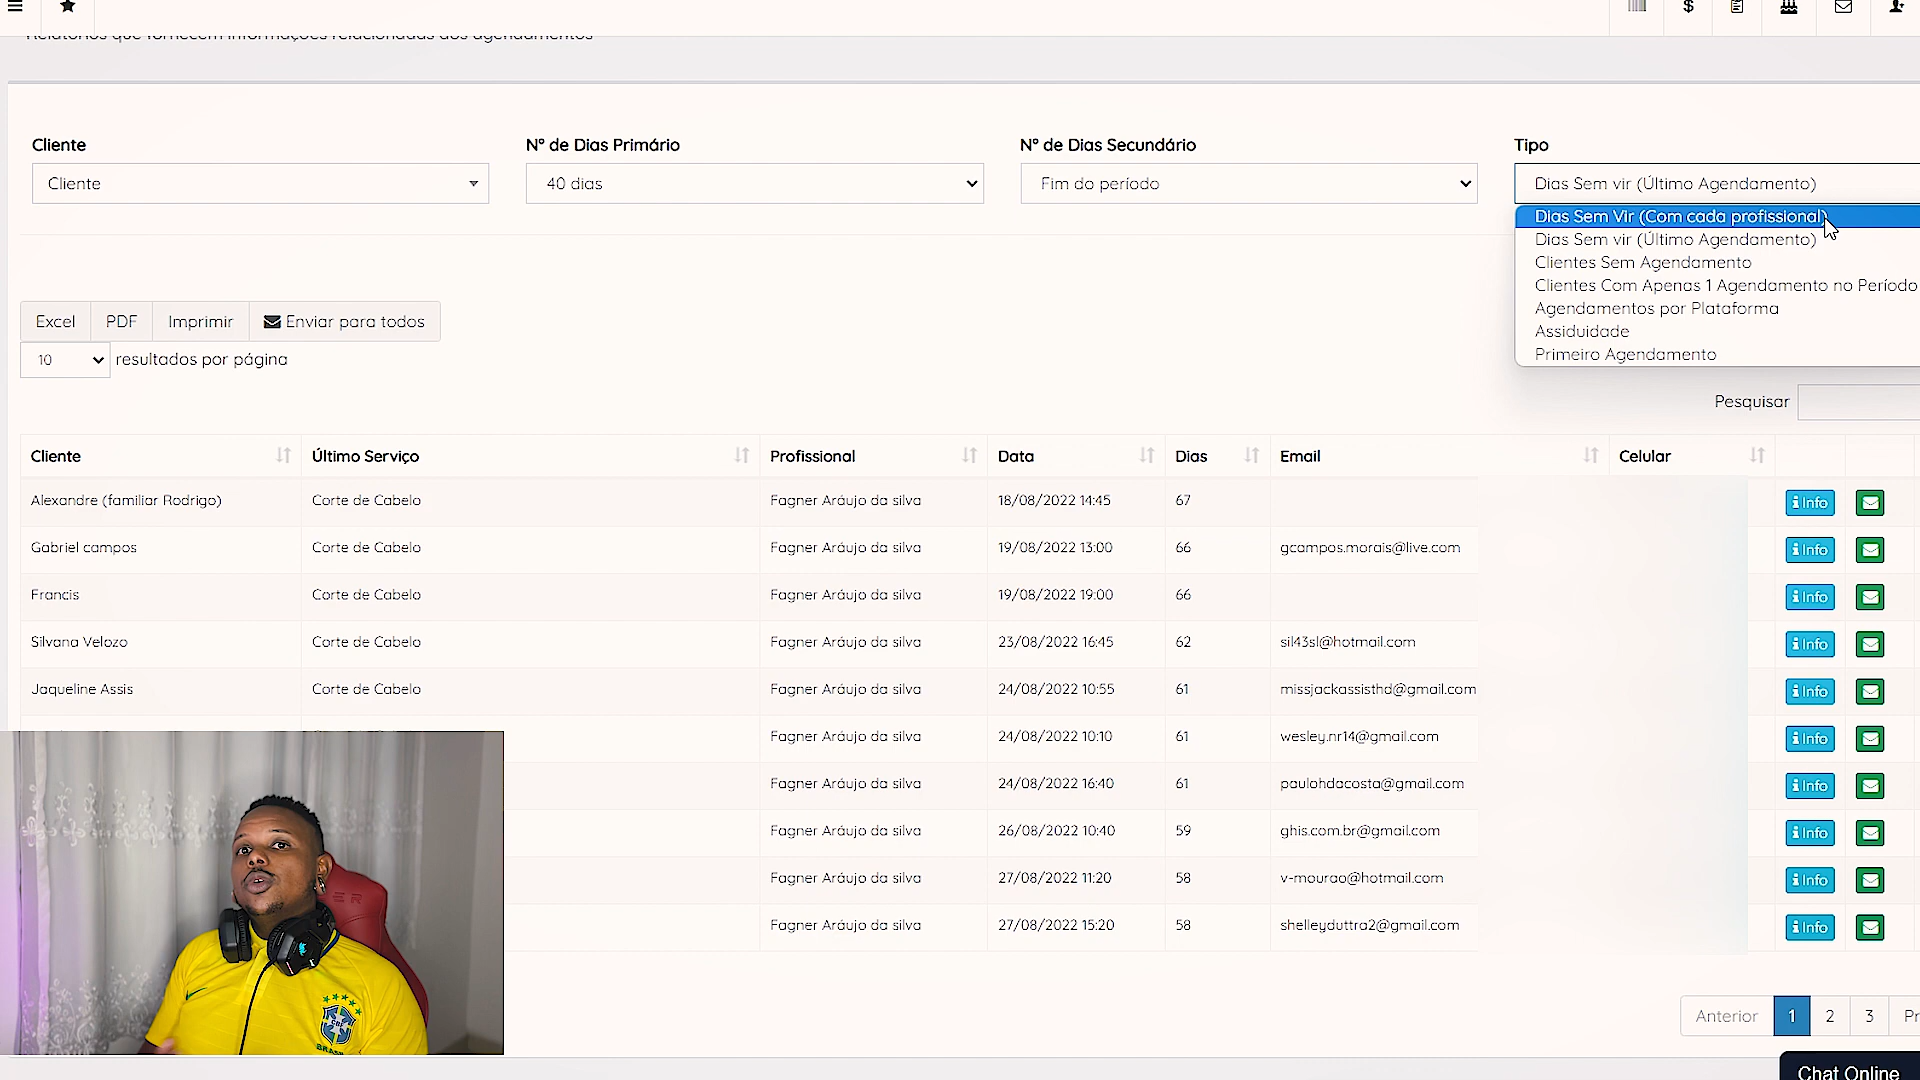 Relatórios que fornecem informações relacionadas aos agendamentos
Cliente
Nº de Dias Primário
Nº de Dias Secundário
Tipo
Cliente
40 dias
Fim do período
Dias Sem vir (Último Agendamento)
Dias Sem Vir (Com cada profissional)
Dias Sem vir (Último Agendamento)
Clientes Sem Agendamento
Clientes Com Apenas 1 Agendamento no Período
Agendamentos por Plataforma
Assiduidade
Primeiro Agendamento
Excel PDF Imprimir Enviar para todos
10 resultados por página
Pesquisar
Cliente Último Serviço Profissional Data Dias Email Celular
Alexandre (familiar Rodrigo) Corte de Cabelo Fagner Aráujo da silva 18/08/2022 14:45 67 Info
Gabriel campos Corte de Cabelo Fagner Aráujo da silva 19/08/2022 13:00 66 gcampos.morais@live.com Info
Francis Corte de Cabelo Fagner Aráujo da silva 19/08/2022 19:00 66 Info
Silvana Velozo Corte de Cabelo Fagner Aráujo da silva 23/08/2022 16:45 62 sil43sl@hotmail.com Info
Jaqueline Assis Corte de Cabelo Fagner Aráujo da silva 24/08/2022 10:55 61 missjackassisthd@gmail.com Info
Fagner Aráujo da silva 24/08/2022 10:10 61 wesley.nr14@gmail.com Info
Fagner Aráujo da silva 24/08/2022 16:40 61 paulohdacosta@gmail.com Info
Fagner Aráujo da silva 26/08/2022 10:40 59 ghis.com.br@gmail.com Info
Fagner Aráujo da silva 27/08/2022 11:20 58 v-mourao@hotmail.com Info
Fagner Aráujo da silva 27/08/2022 15:20 58 shelleyduttra2@gmail.com Info
Anterior 1 2 3 Pr
Chat Online
CBF
BRASIL